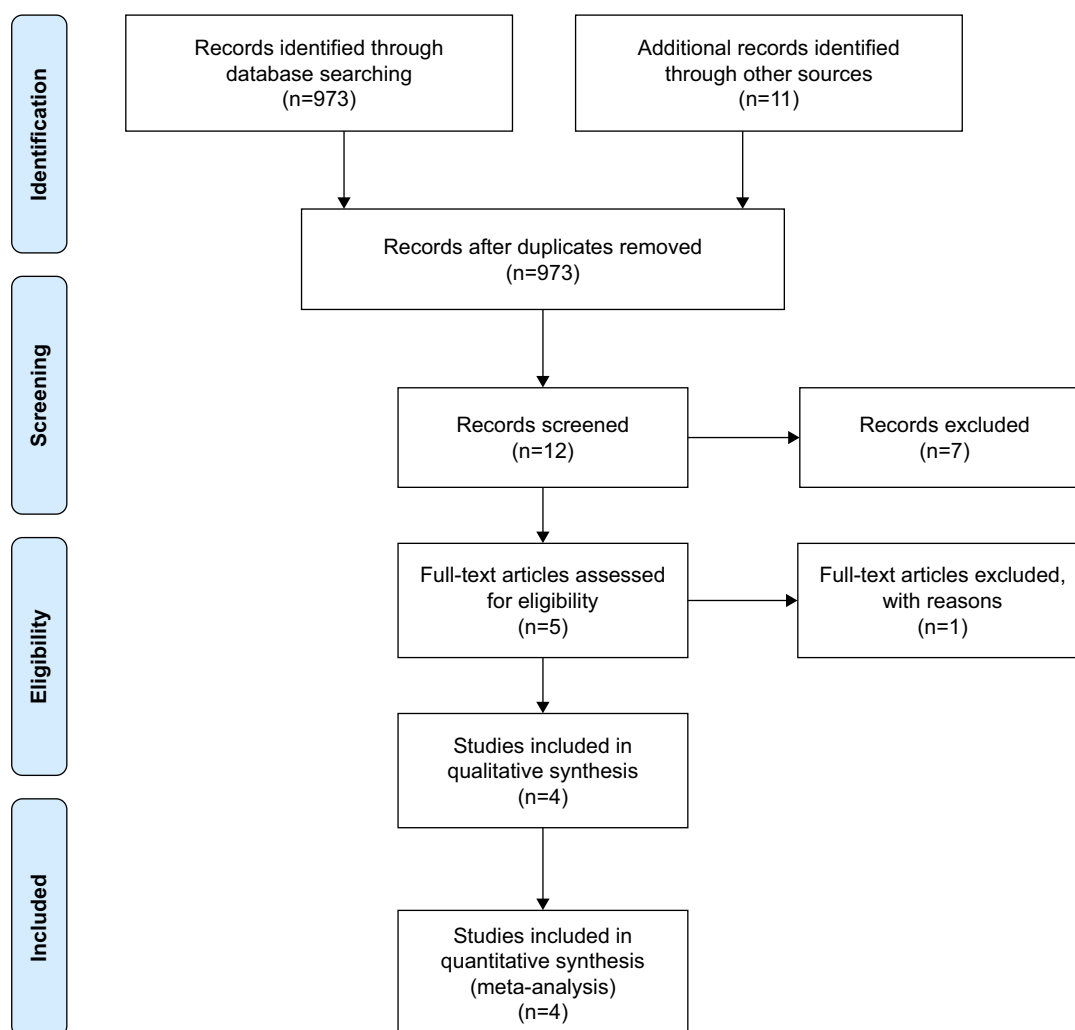 Identification
Records identified through
database searching
(n=973)
Additional records identified
through other sources
(n=11)
Records after duplicates removed
(n=973)
Screening
Records screened
(n=12)
Records excluded
(n=7)
Eligibility
Full-text articles assessed
for eligibility
(n=5)
Full-text articles excluded,
with reasons
(n=1)
Studies included in
qualitative synthesis
(n=4)
Included
Studies included in
quantitative synthesis
(meta-analysis)
(n=4)